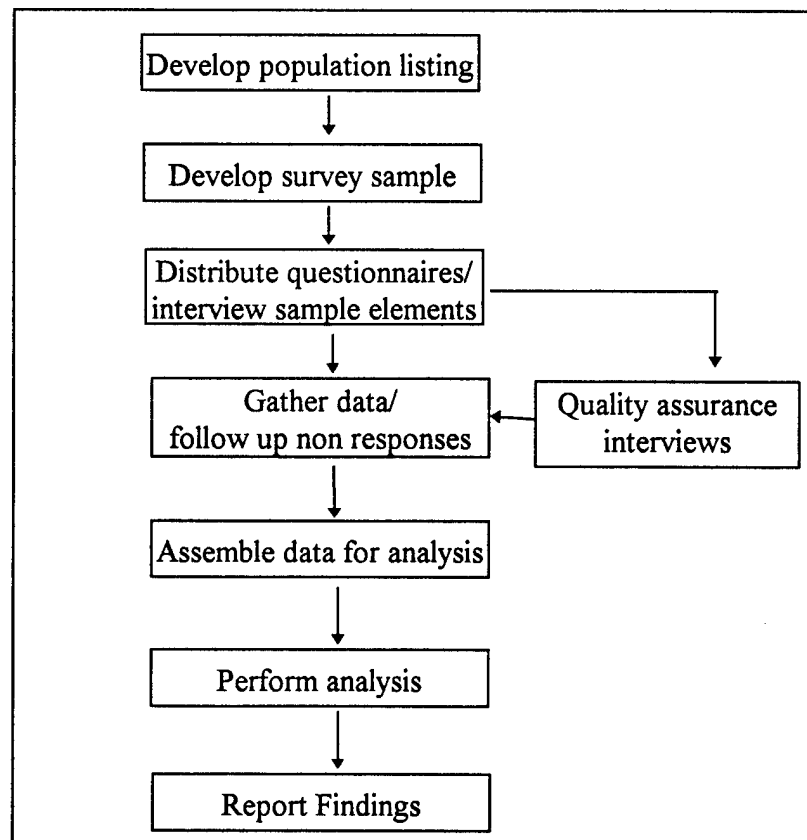 Develop population listing
Develop survey sample
Distribute questionnaires/
interview sample elements
Gather data/
follow up non responses
Quality assurance
interviews
Assemble data for analysis
Perform analysis
Report Findings